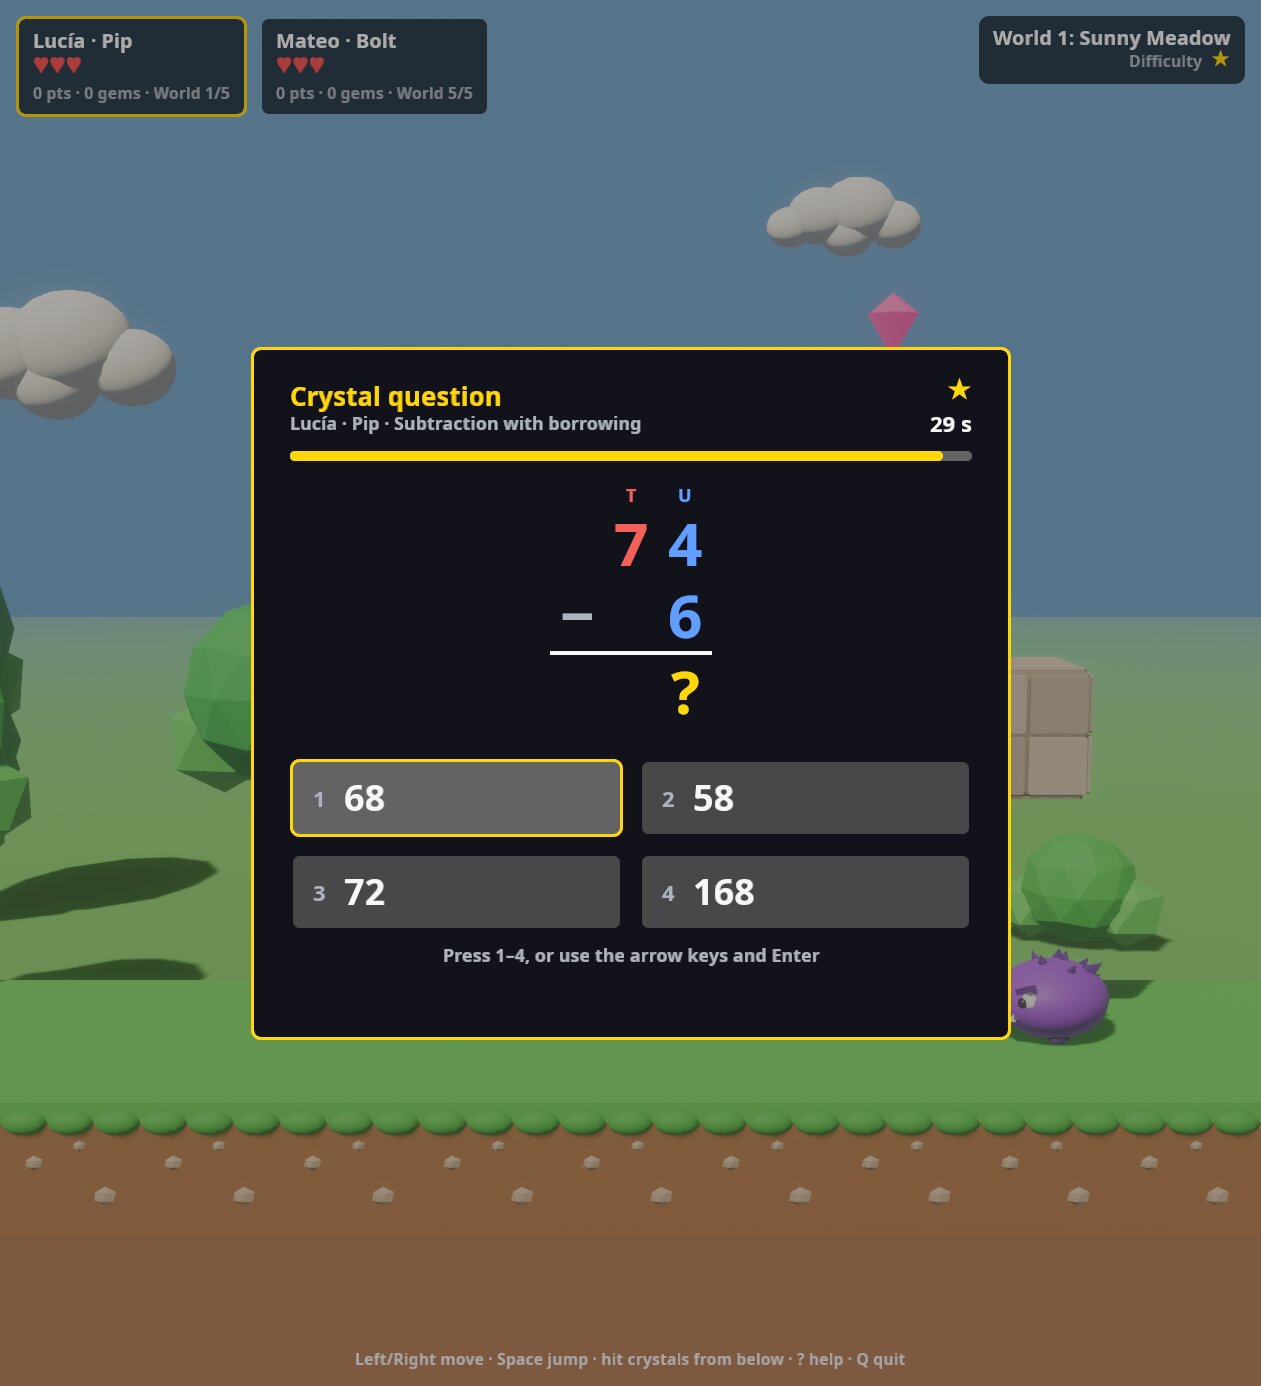 Lucía · Pip
♥♥♥
0 pts · 0 gems · World 1/5
Mateo · Bolt
♥♥♥
0 pts · 0 gems · World 5/5
World 1: Sunny Meadow
Difficulty ★
Crystal question
★
Lucía · Pip · Subtraction with borrowing
29 s
T U
7 4
− 6
?
1 68
2 58
3 72
4 168
Press 1–4, or use the arrow keys and Enter
Left/Right move · Space jump · hit crystals from below · ? help · Q quit